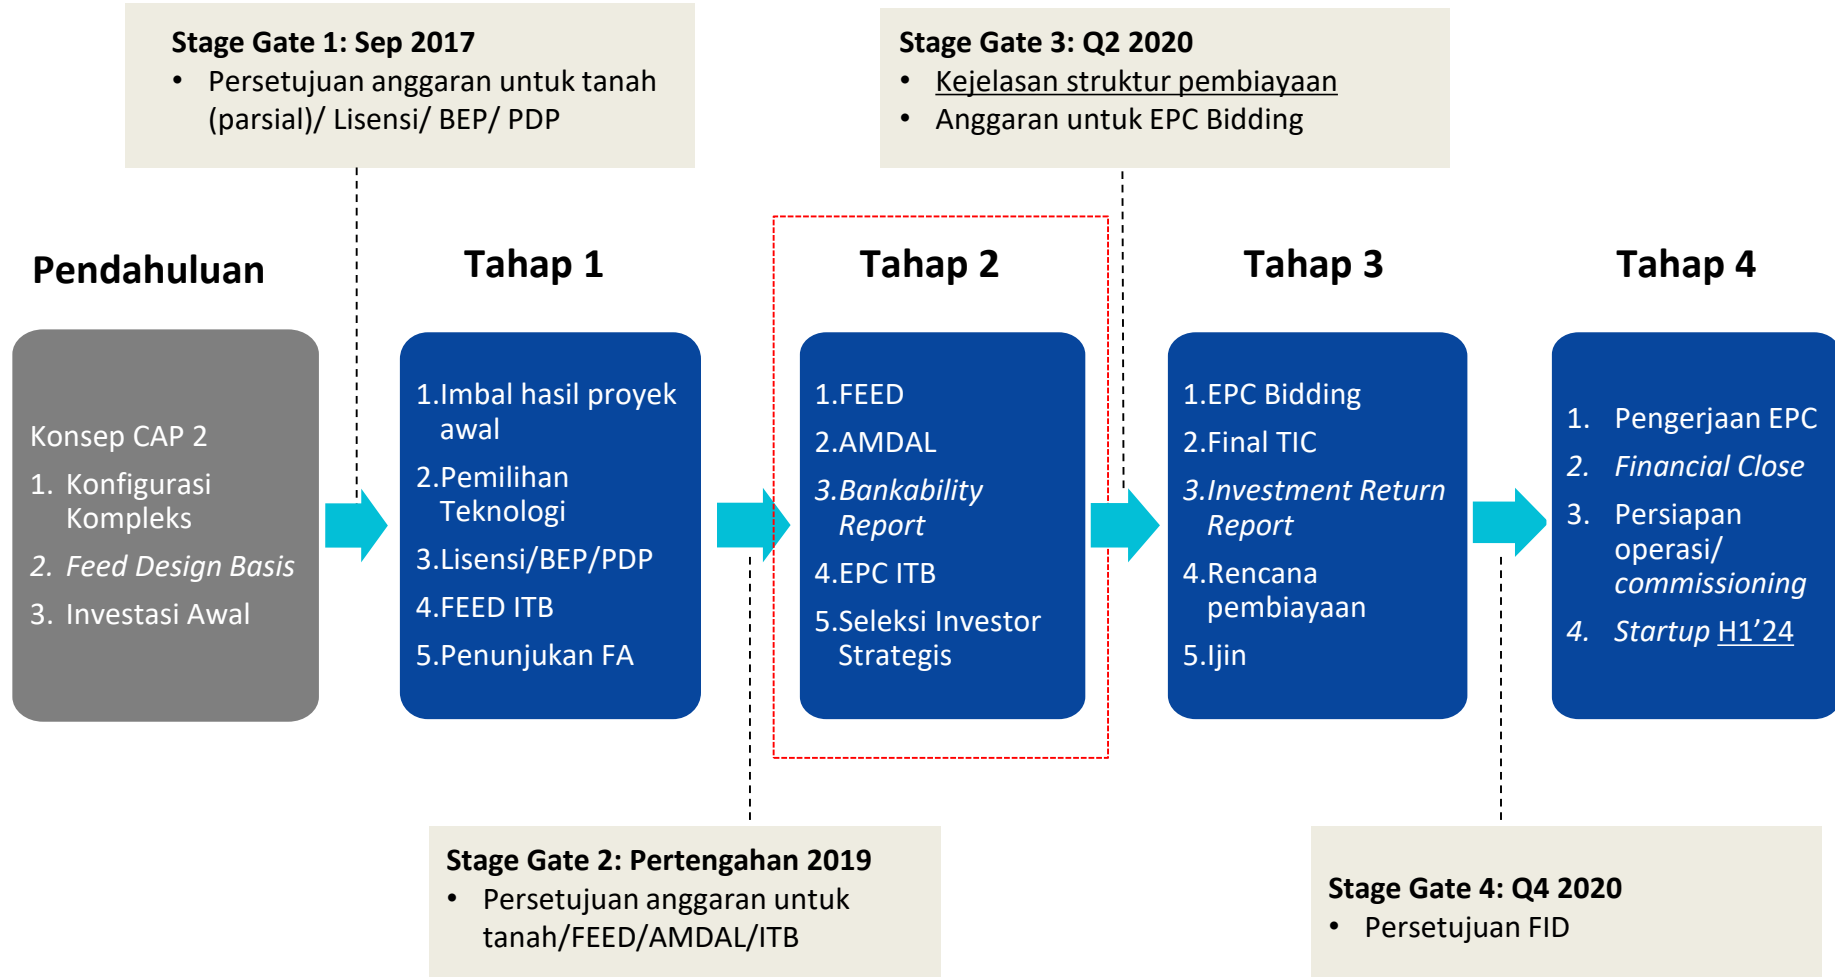 Stage Gate 1: Sep 2017
• Persetujuan anggaran untuk tanah
(parsial)/ Lisensi/ BEP/ PDP
Stage Gate 3: Q2 2020
• Kejelasan struktur pembiayaan
• Anggaran untuk EPC Bidding
Pendahuluan
Tahap 1
Tahap 2
Tahap 3
Tahap 4
Konsep CAP 2
1. Konfigurasi
Kompleks
2. Feed Design Basis
3. Investasi Awal
1.Imbal hasil proyek
awal
2.Pemilihan
Teknologi
3.Lisensi/BEP/PDP
4.FEED ITB
5.Penunjukan FA
1.FEED
2.AMDAL
3.Bankability
Report
4.EPC ITB
5.Seleksi Investor
Strategis
1.EPC Bidding
2.Final TIC
3.Investment Return
Report
4.Rencana
pembiayaan
5.Ijin
1. Pengerjaan EPC
2. Financial Close
3. Persiapan
operasi/
commissioning
4. Startup H1’24
Stage Gate 2: Pertengahan 2019
• Persetujuan anggaran untuk
tanah/FEED/AMDAL/ITB
Stage Gate 4: Q4 2020
• Persetujuan FID